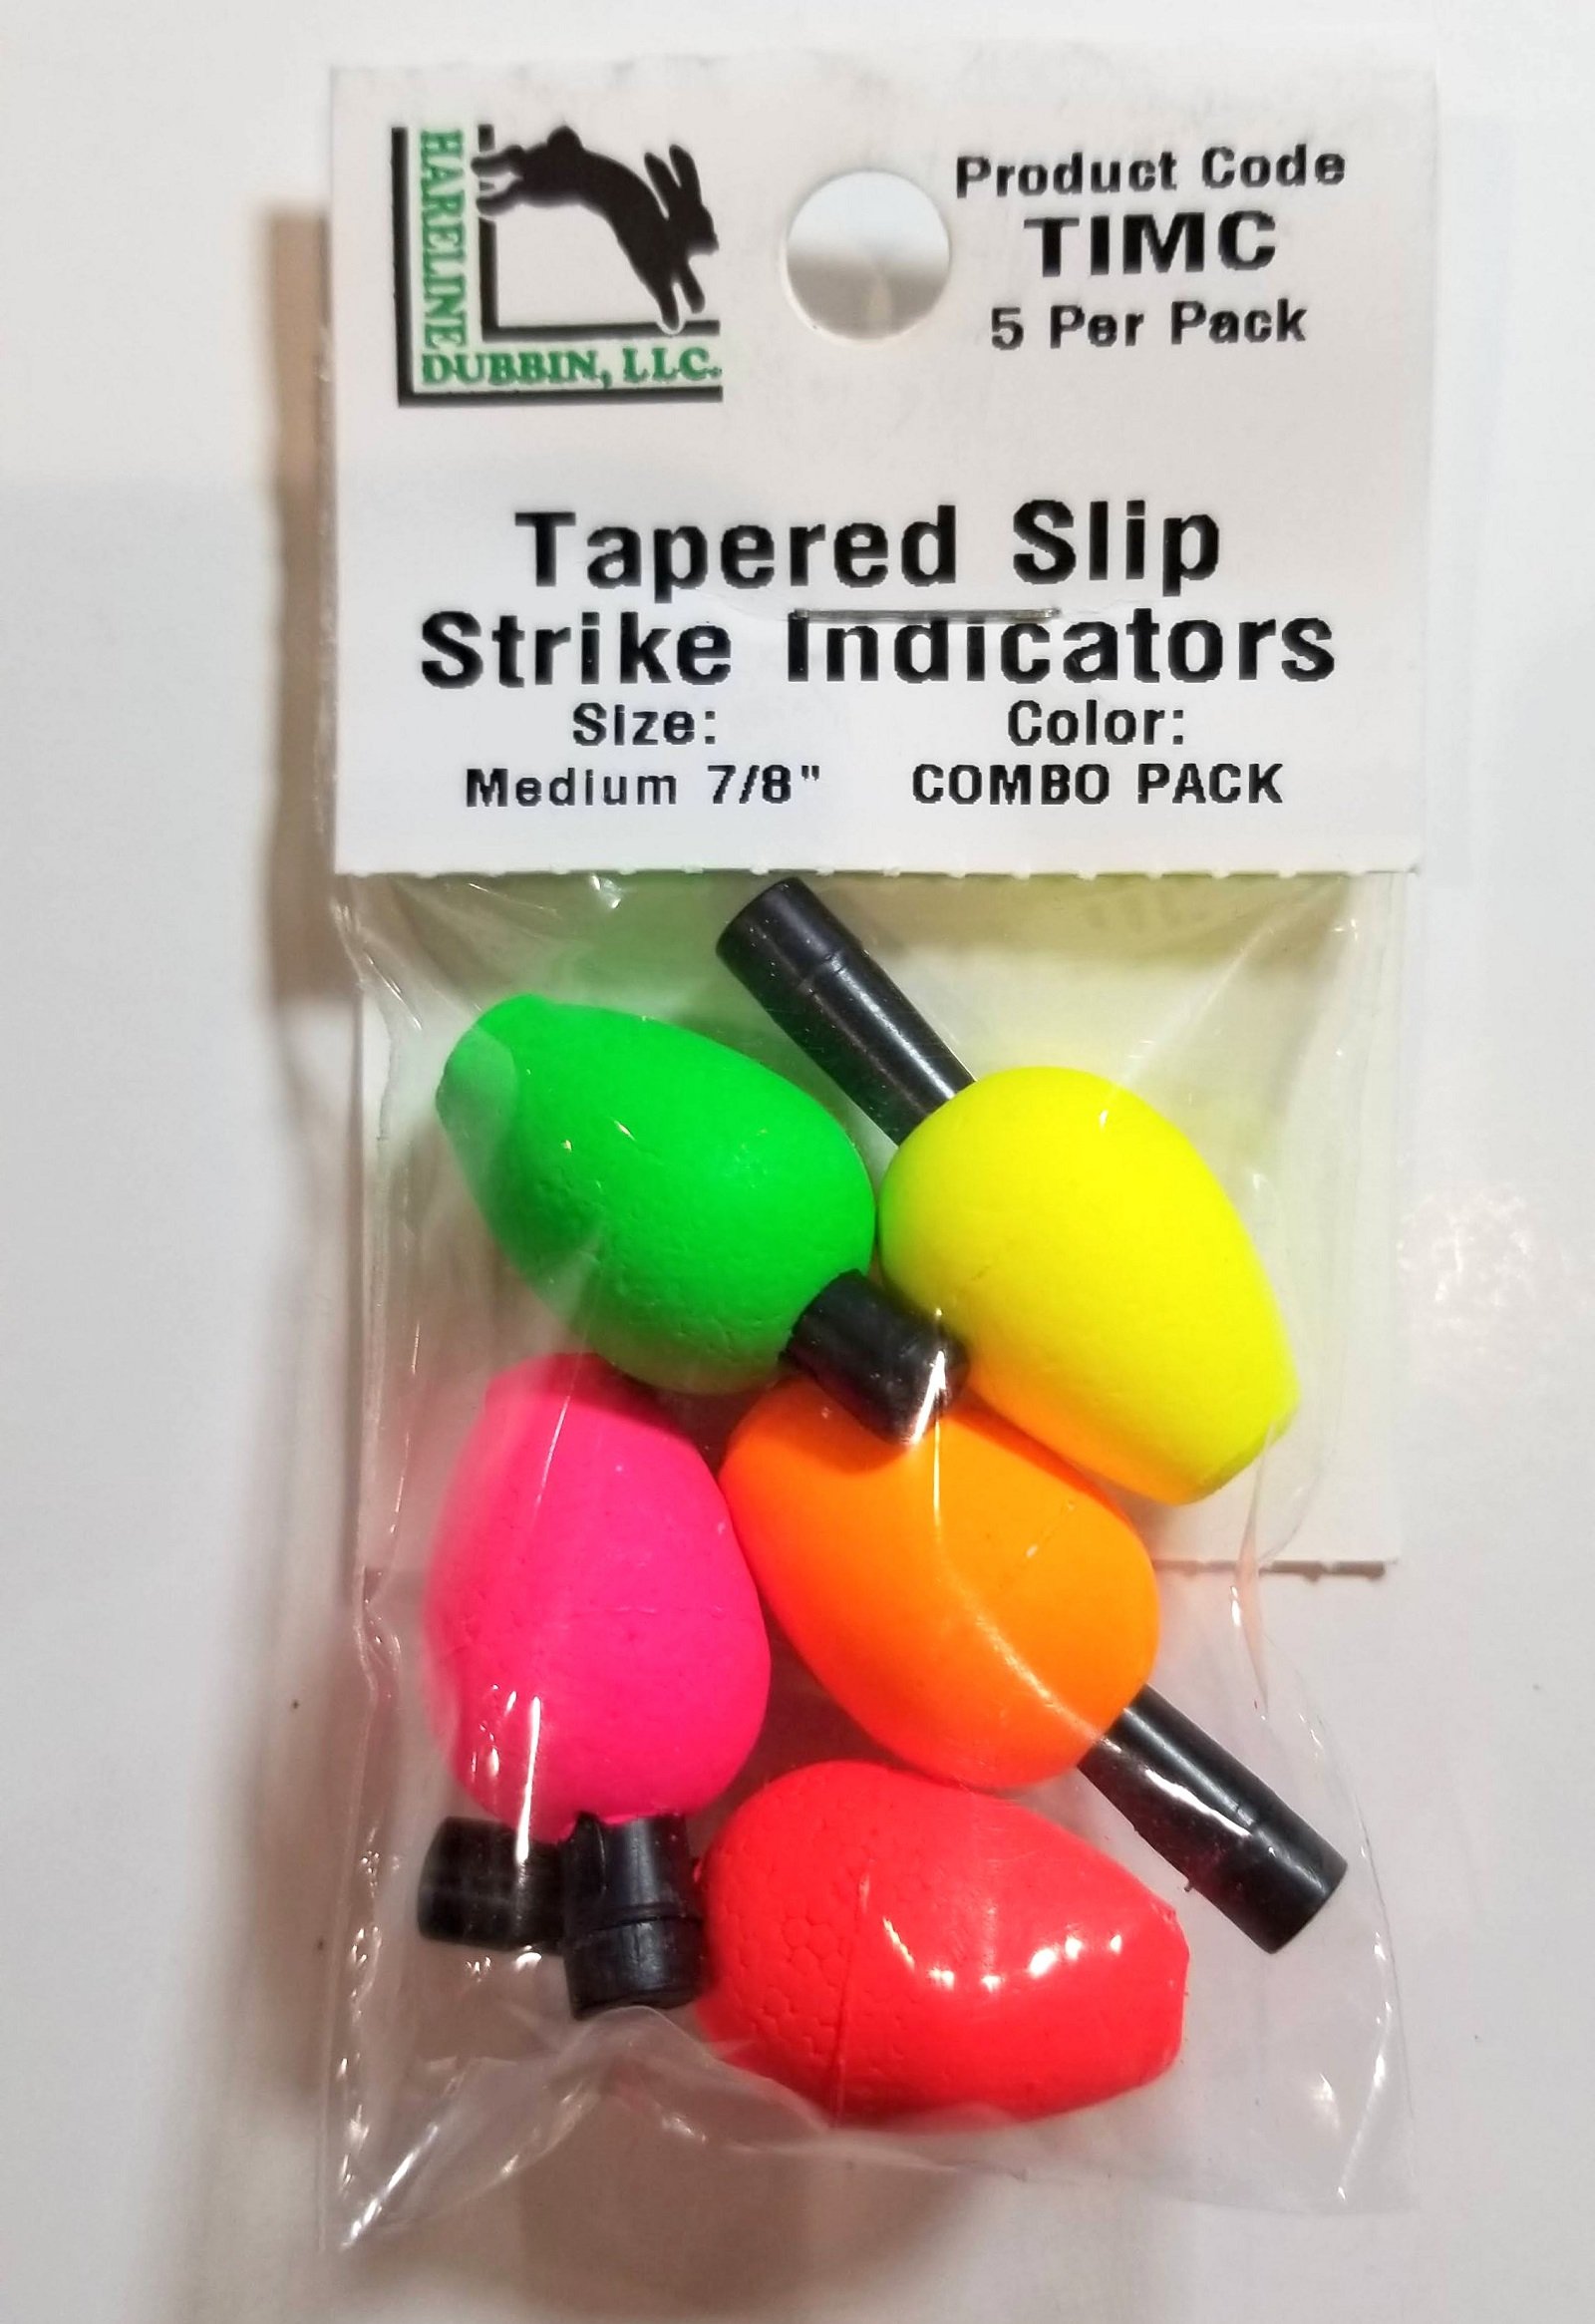 HARELINE
DUBBIN, LLC.
Product Code
TIMC
5 Per Pack
Tapered Slip
Strike Indicators
Size:
Medium 7/8"
Color:
COMBO PACK